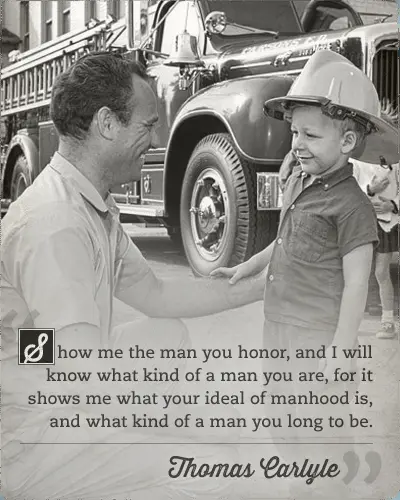 Show me the man you honor, and I will
know what kind of a man you are, for it
shows me what your ideal of manhood is,
and what kind of a man you long to be.
Thomas Carlyle